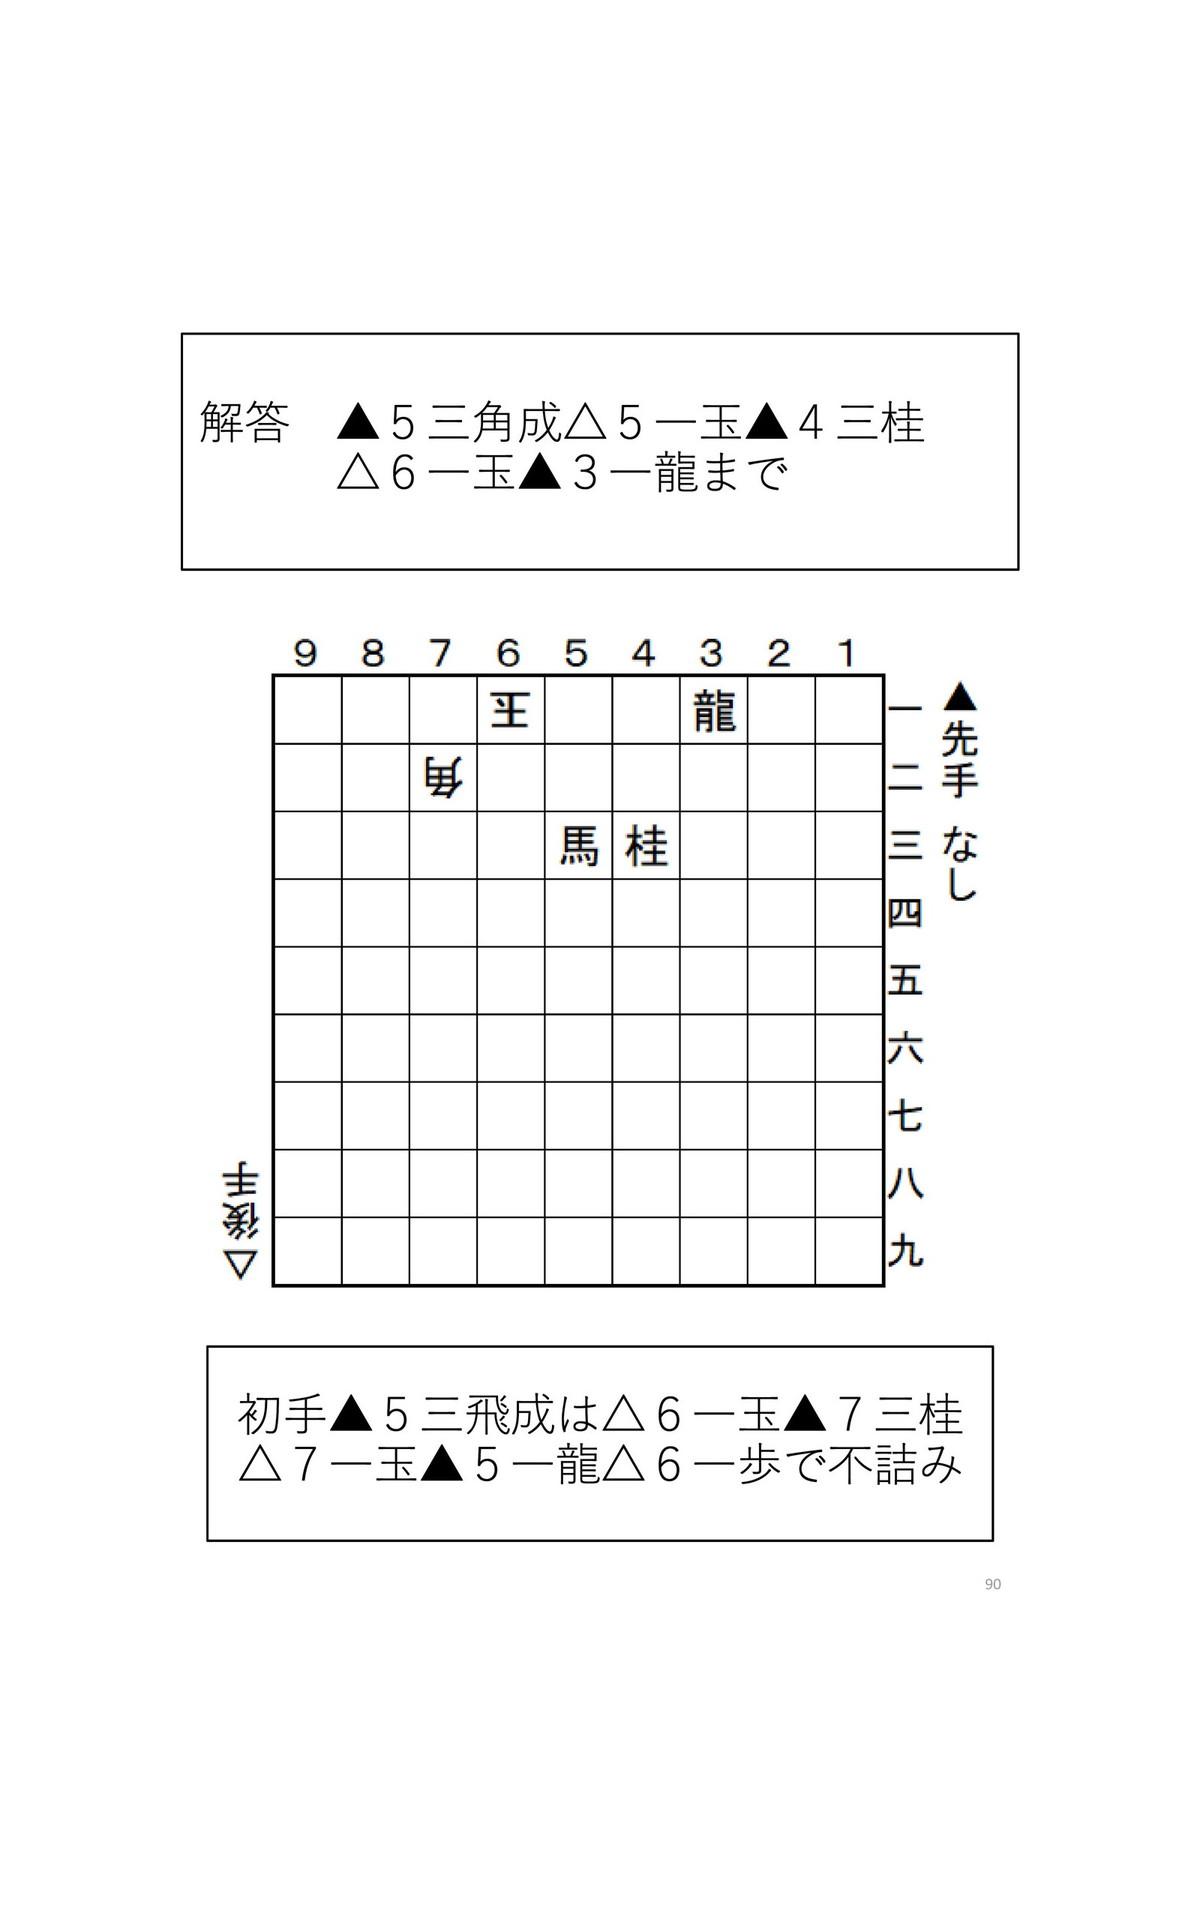 解答　▲５三角成△５一玉▲４三桂
△６一玉▲３一龍まで
９ ８ ７ ６ ５ ４ ３ ２ １
王 龍 一
角 二
馬 桂 三
四
五
六
七
八
九
▲先手 なし
△後手
初手▲５三飛成は△６一玉▲７三桂
△７一玉▲５一龍△６一歩で不詰み
90